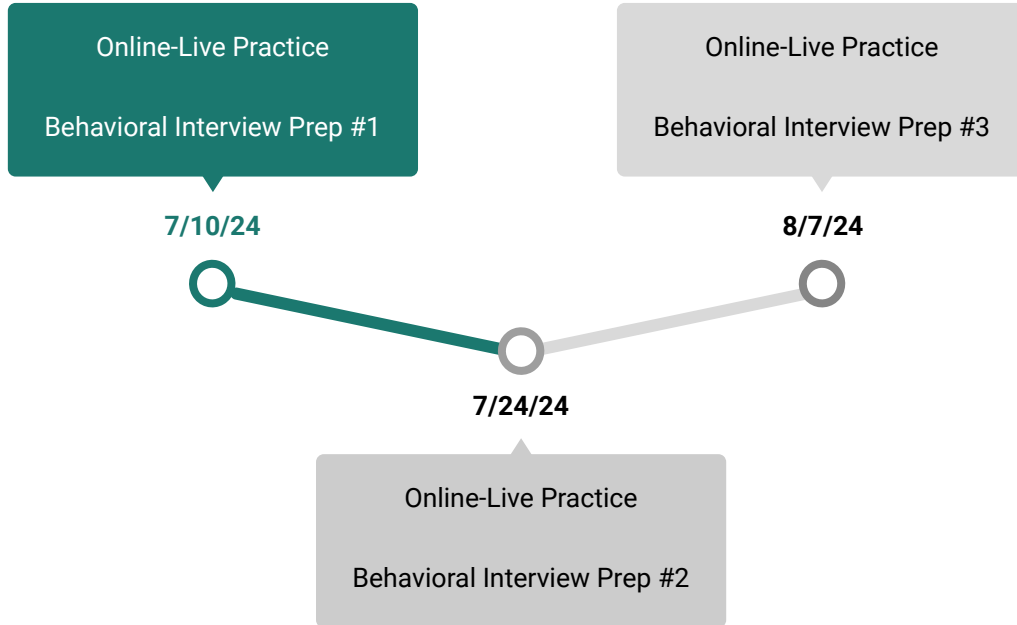 Online-Live Practice
Behavioral Interview Prep #1
7/10/24
Online-Live Practice
Behavioral Interview Prep #3
8/7/24
7/24/24
Online-Live Practice
Behavioral Interview Prep #2